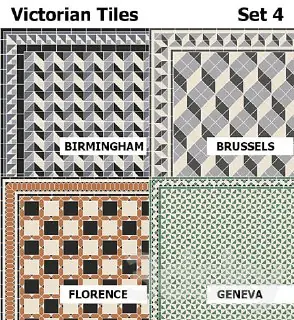 Victorian Tiles Set 4
BIRMINGHAM
BRUSSELS
FLORENCE
GENEVA